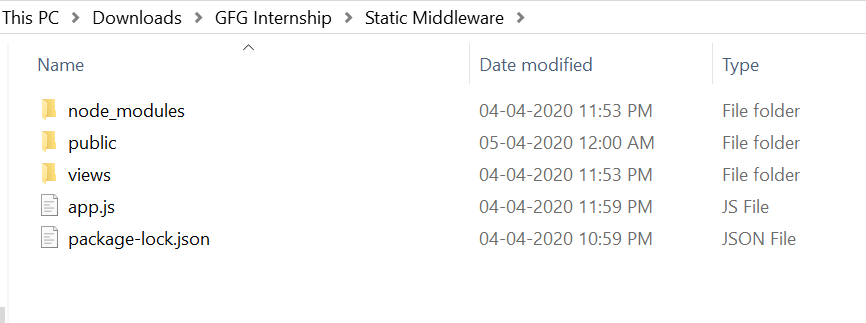 This PC > Downloads > GFG Internship > Static Middleware >
Name Date modified Type
node_modules 04-04-2020 11:53 PM File folder
public 05-04-2020 12:00 AM File folder
views 04-04-2020 11:53 PM File folder
app.js 04-04-2020 11:59 PM JS File
package-lock.json 04-04-2020 10:59 PM JSON File